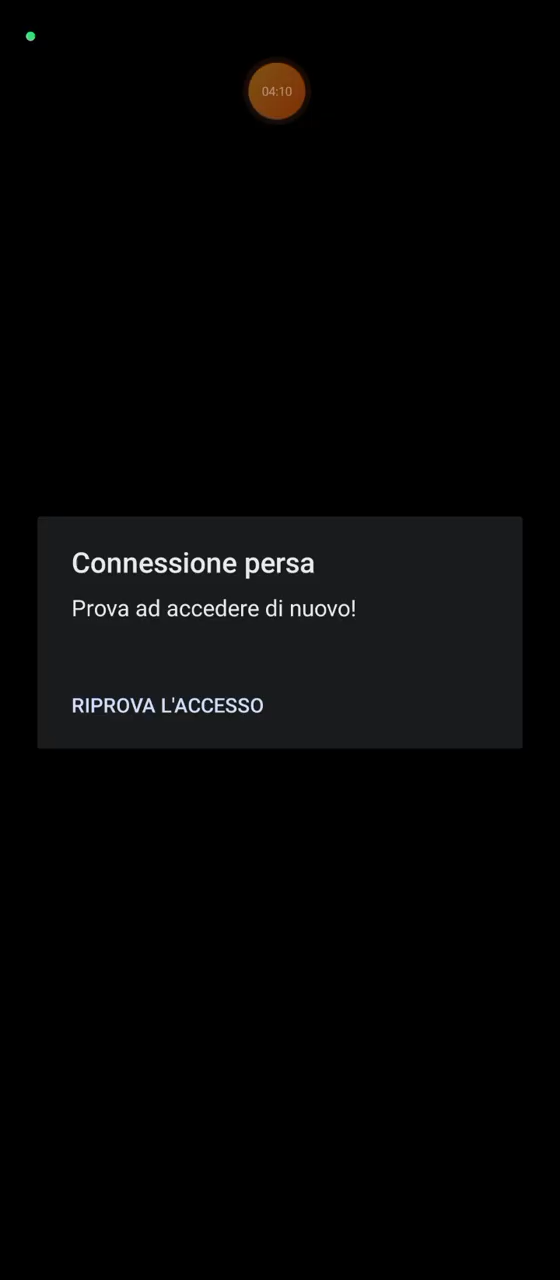 04:10
Connessione persa
Prova ad accedere di nuovo!
RIPROVA L'ACCESSO